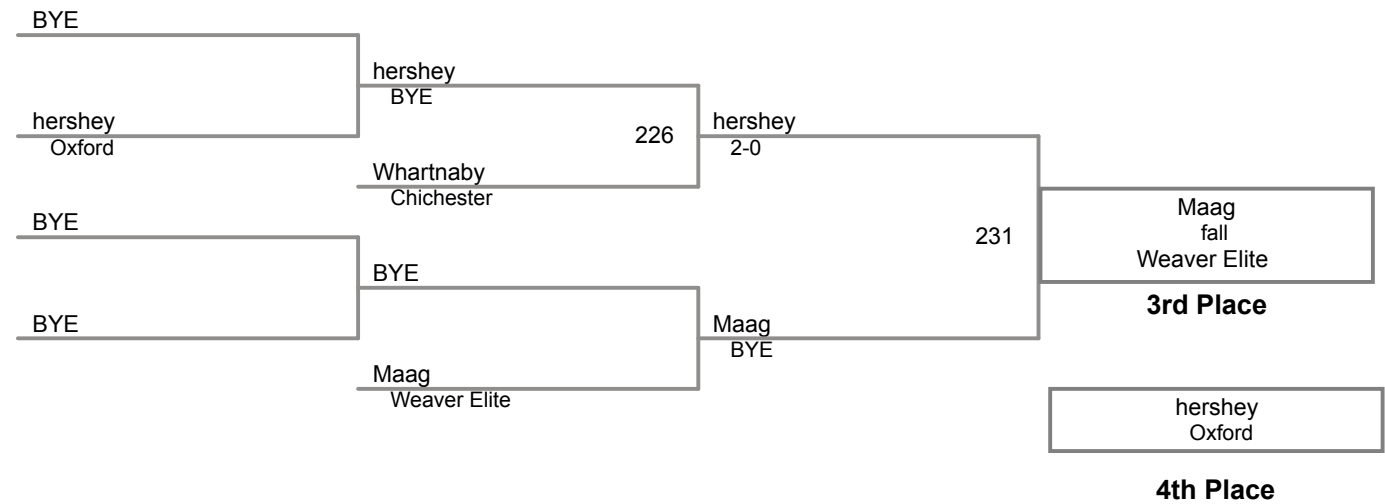 BYE
hershey
Oxford
BYE
BYE
hershey
BYE
Whartnaby
Chichester
BYE
Maag
Weaver Elite
226
hershey
2-0
Maag
BYE
231
Maag
fall
Weaver Elite
3rd Place
hershey
Oxford
4th Place